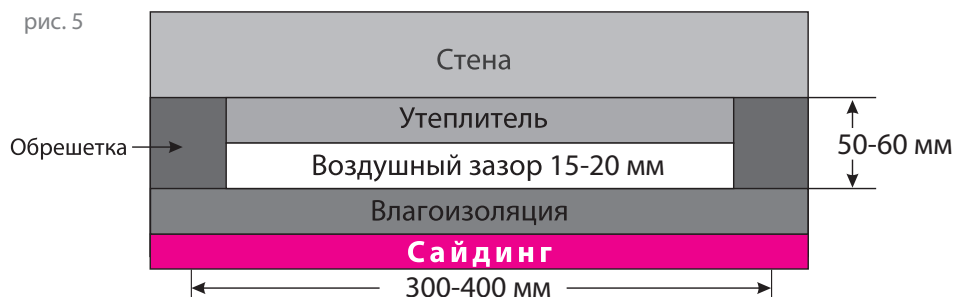 рис. 5
Стена
Утеплитель
Обрешетка
Воздушный зазор 15-20 мм
50-60 мм
Влагоизоляция
Сайдинг
300-400 мм